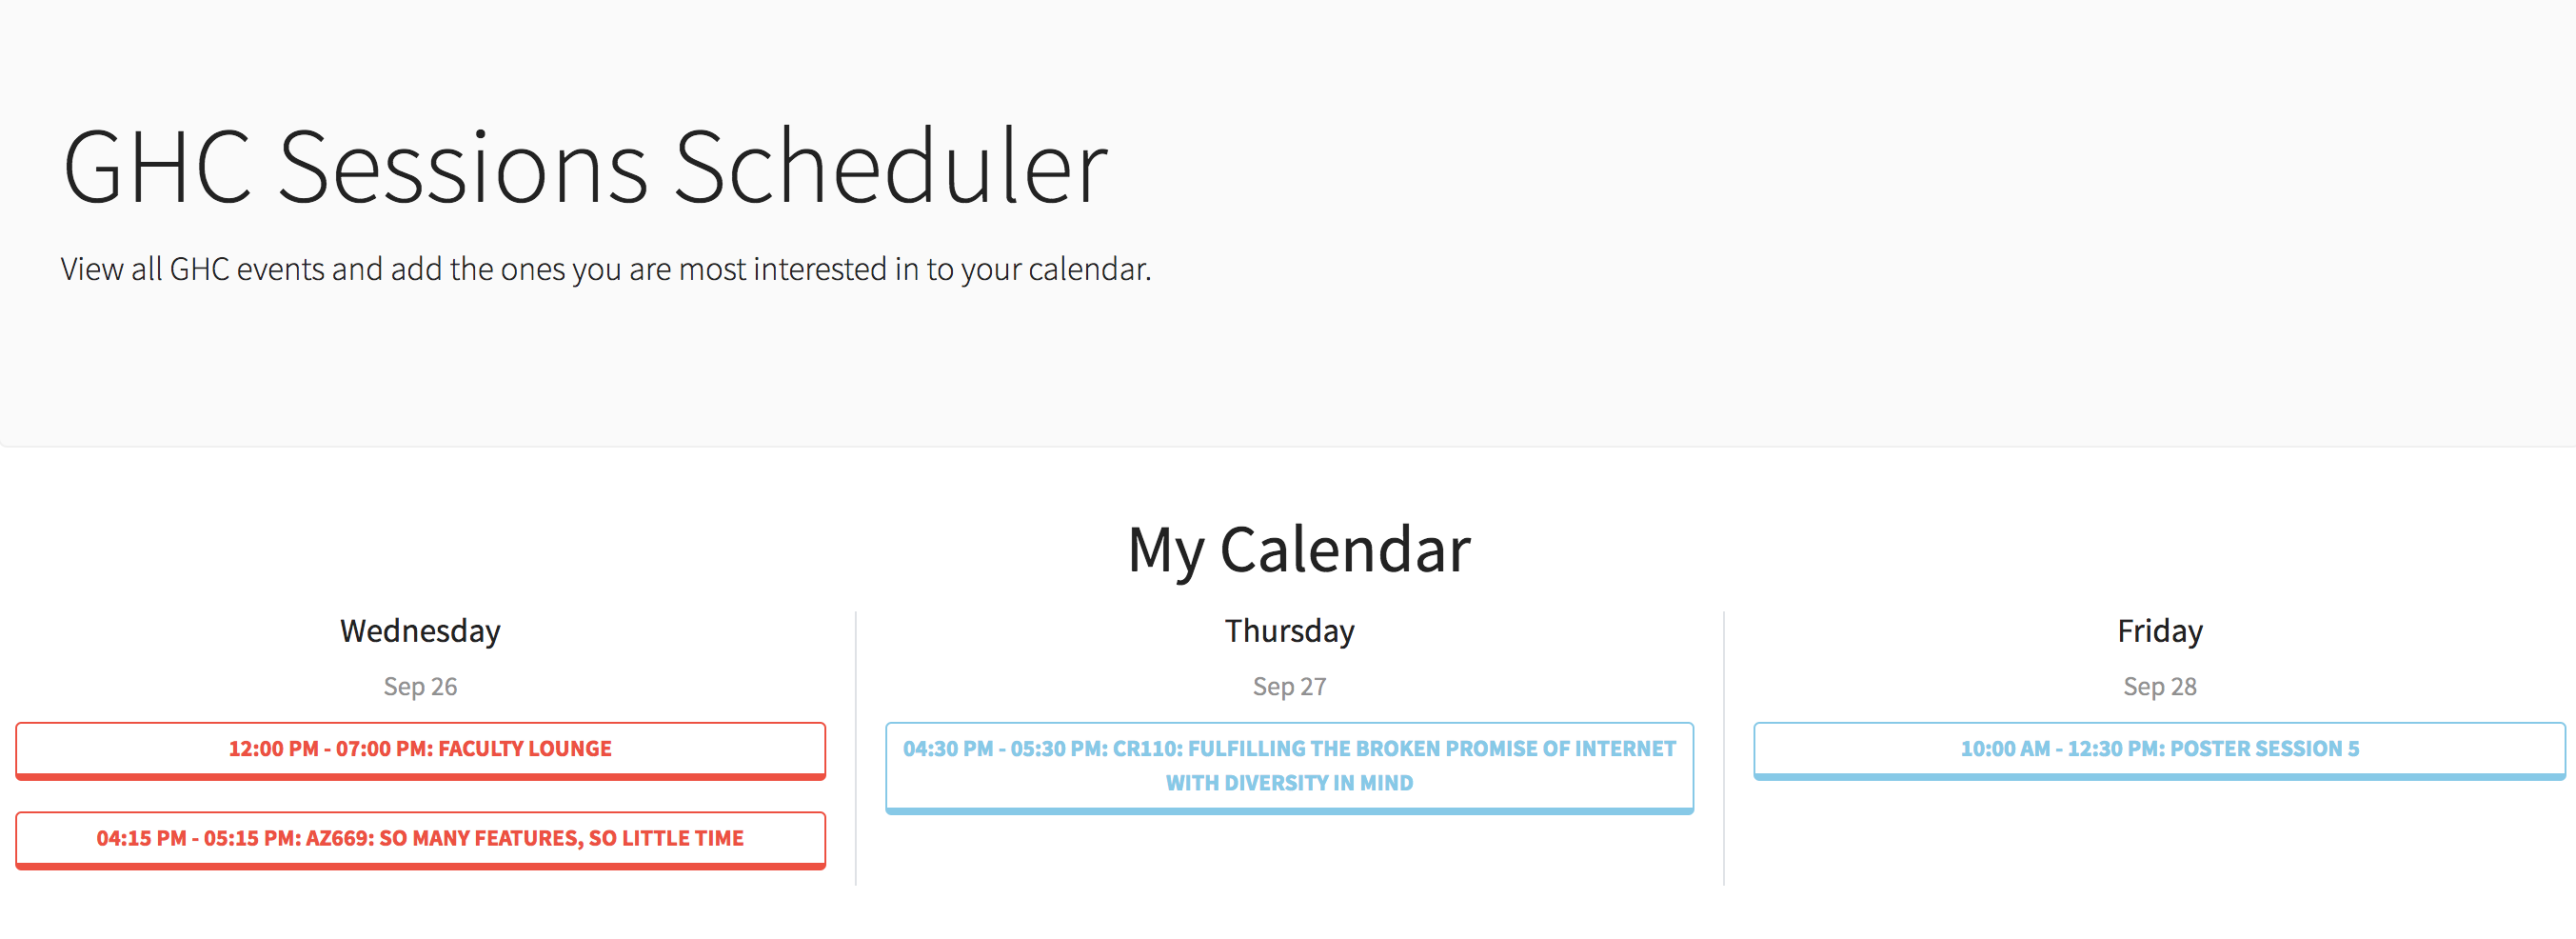 GHC Sessions Scheduler
View all GHC events and add the ones you are most interested in to your calendar.
My Calendar
Wednesday
Sep 26
12:00 PM - 07:00 PM: FACULTY LOUNGE
04:15 PM - 05:15 PM: AZ669: SO MANY FEATURES, SO LITTLE TIME
Thursday
Sep 27
04:30 PM - 05:30 PM: CR110: FULFILLING THE BROKEN PROMISE OF INTERNET
WITH DIVERSITY IN MIND
Friday
Sep 28
10:00 AM - 12:30 PM: POSTER SESSION 5